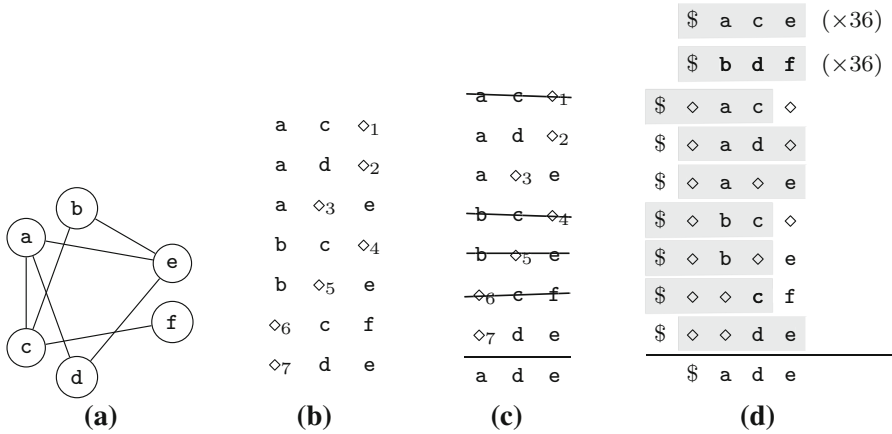 b
a
e
f
c
d
(a)
a c ◇1
a d ◇2
a ◇3 e
b c ◇4
b ◇5 e
◇6 c f
◇7 d e
(b)
a c ◇1
a d ◇2
a ◇3 e
b c ◇4
b ◇5 e
◇6 c f
◇7 d e
a d e
(c)
$ a c e (×36)
$ b d f (×36)
$ ◇ a c ◇
$ ◇ a d ◇
$ ◇ a ◇ e
$ ◇ b c ◇
$ ◇ b ◇ e
$ ◇ ◇ c f
$ ◇ ◇ d e
$ a d e
(d)